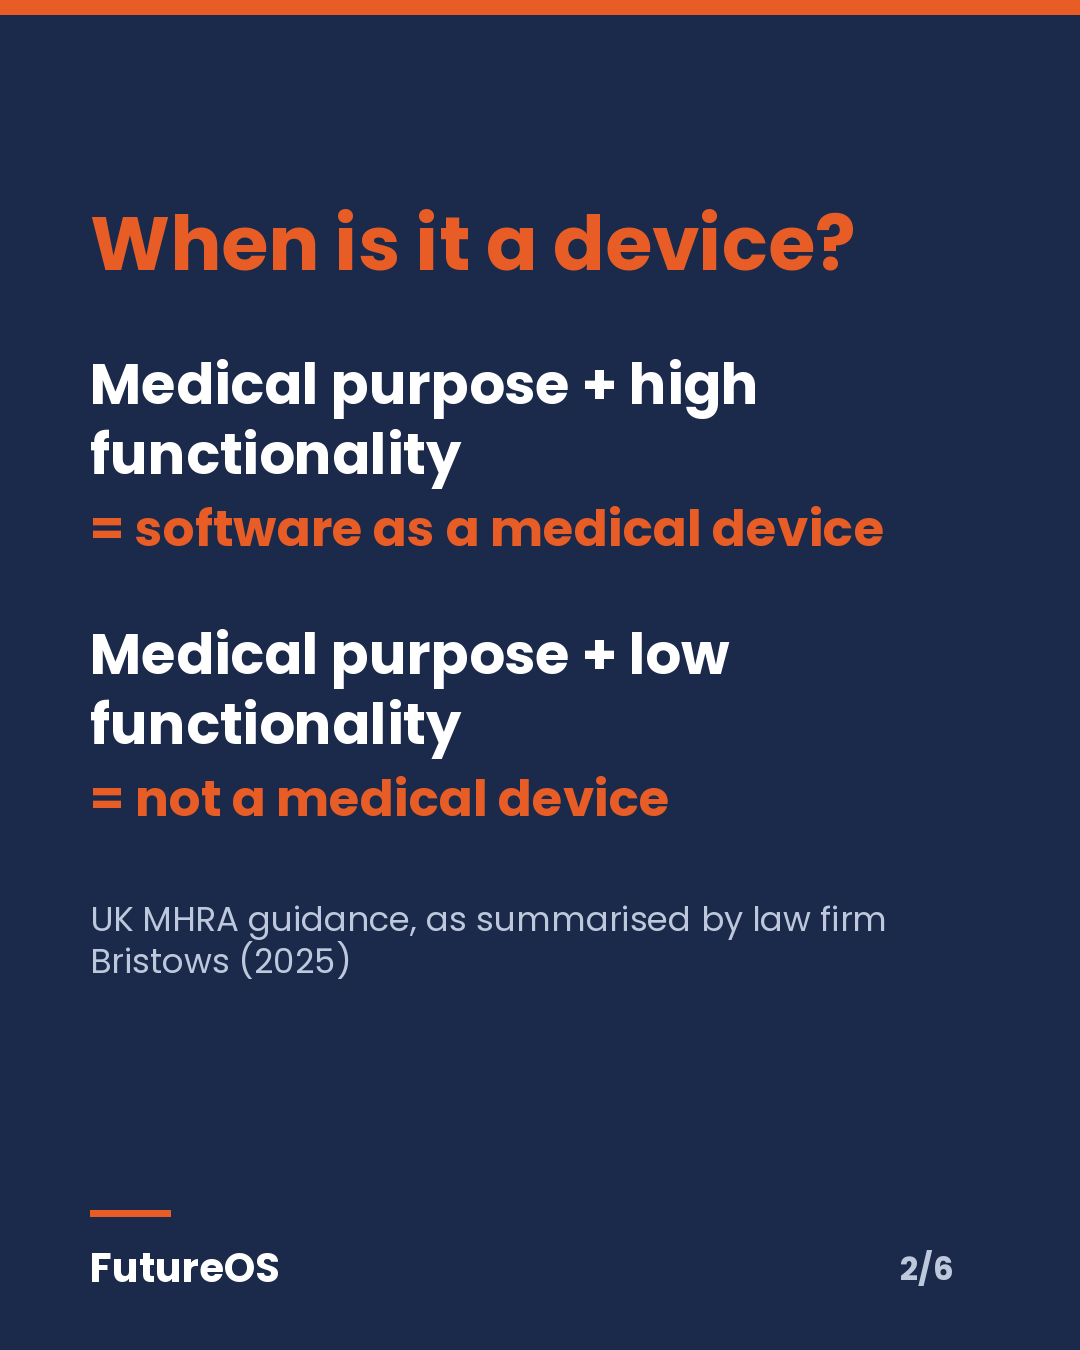 When is it a device?
Medical purpose + high
functionality
= software as a medical device
Medical purpose + low
functionality
= not a medical device
UK MHRA guidance, as summarised by law firm
Bristows (2025)
FutureOS
2/6